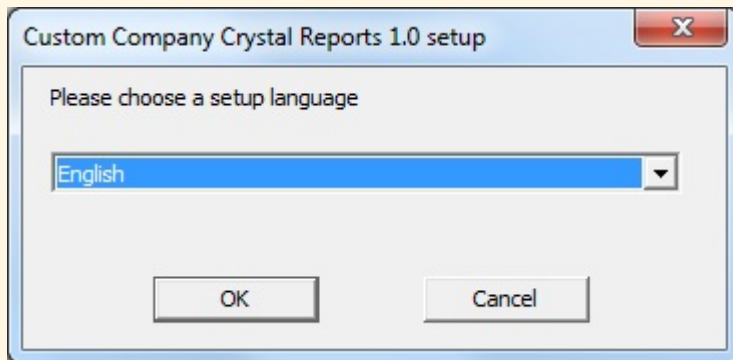 Custom Company Crystal Reports 1.0 setup
Please choose a setup language
English
OK
Cancel